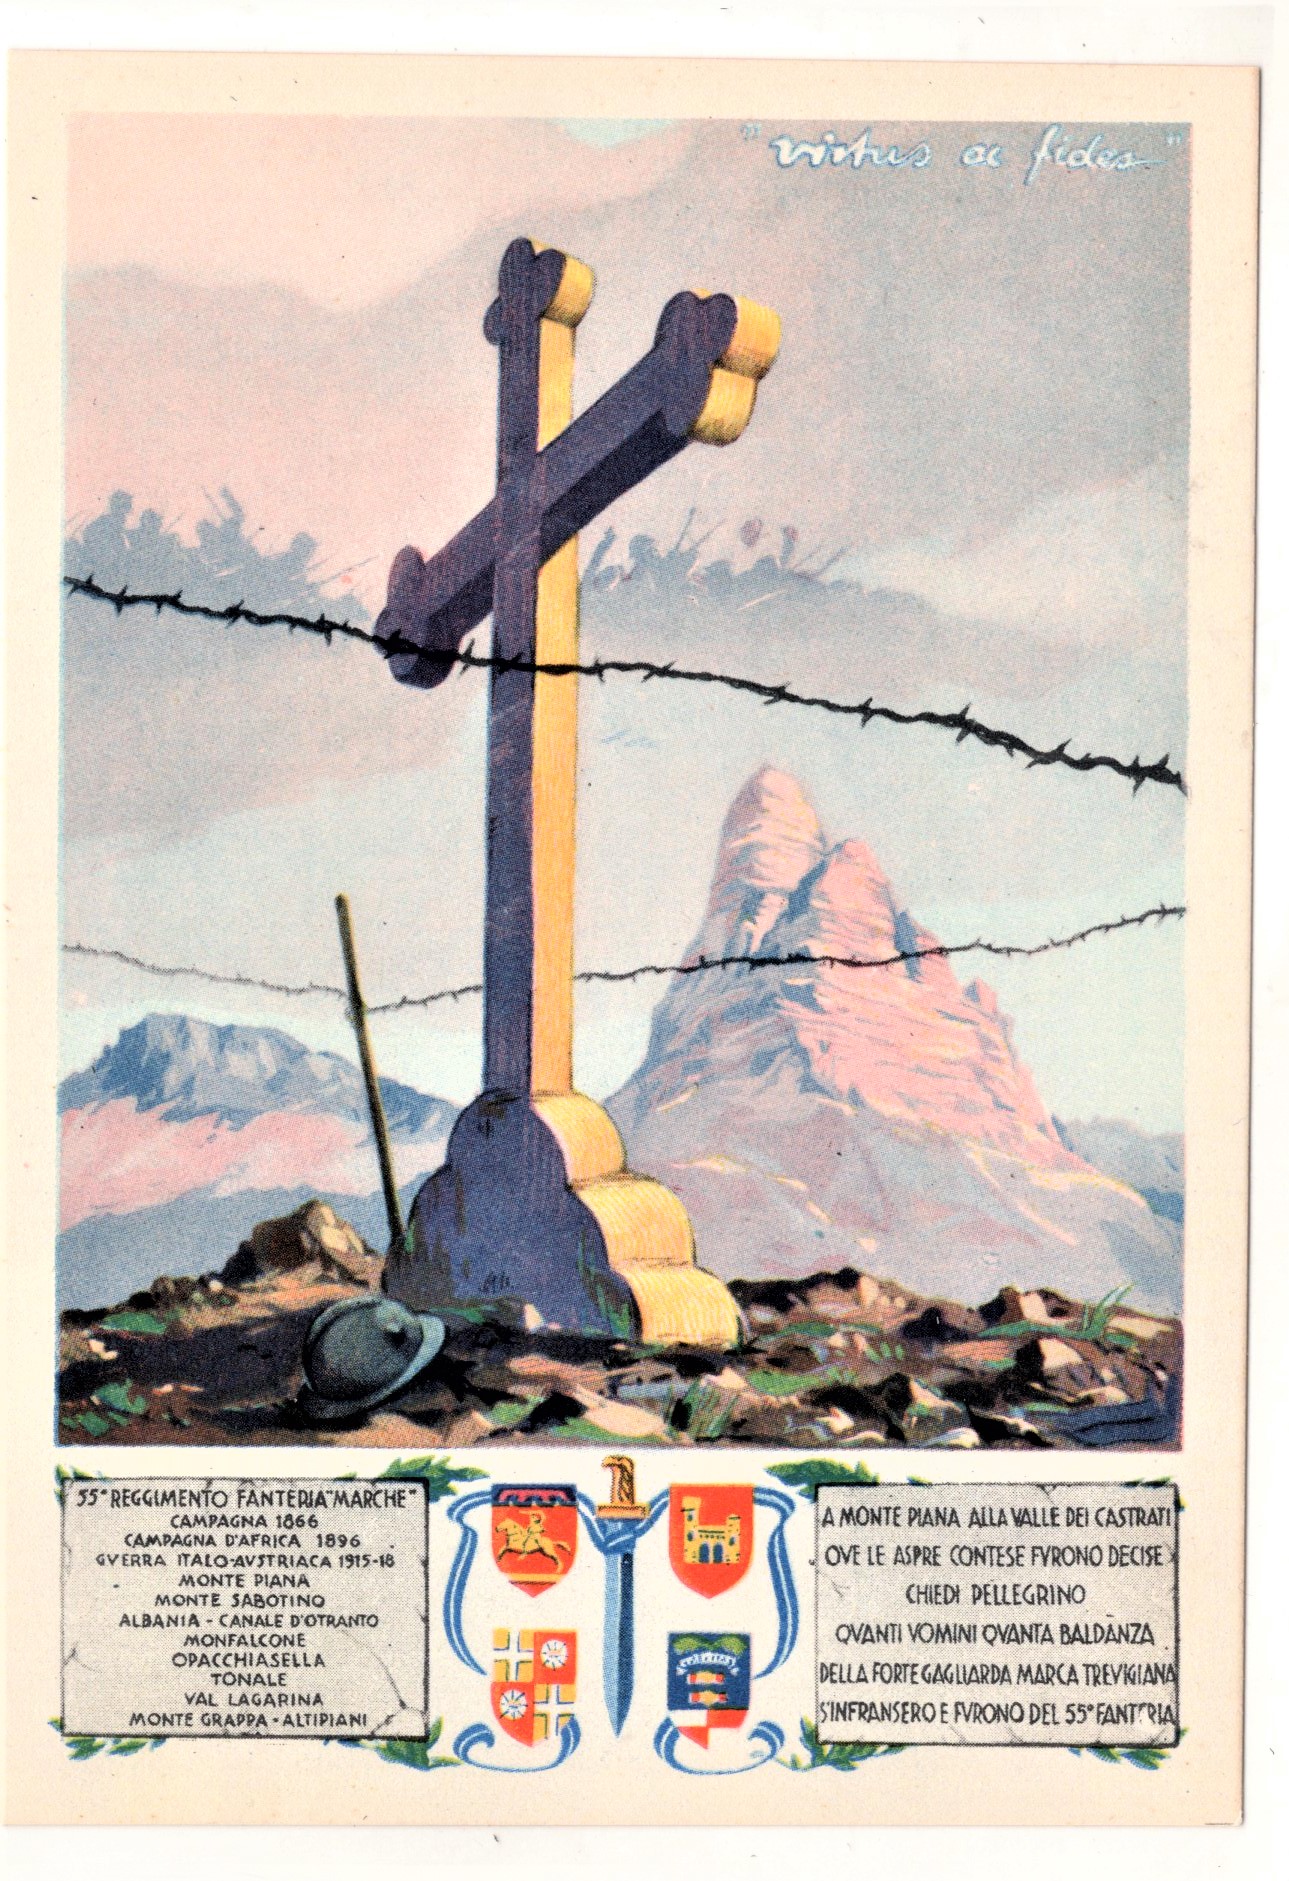 "virtus ac fides"
55° REGGIMENTO FANTERIA "MARCHE"
CAMPAGNA 1866
CAMPAGNA D'AFRICA 1896
GVERRA ITALO-AVSTRIACA 1915-18
MONTE PIANA
MONTE SABOTINO
ALBANIA - CANALE D'OTRANTO
MONFALCONE
OPACCHIASELLA
TONALE
VAL LAGARINA
MONTE GRAPPA - ALTIPIANI
A MONTE PIANA ALLA VALLE DEI CASTRATI
OVE LE ASPRE CONTESE FVRONO DECISE
CHIEDI PELLEGRINO
QVANTI VOMINI QVANTA BALDANZA
DELLA FORTE GAGLIARDA MARCA TREVIGIANA
S'INFRANSERO E FVRONO DEL 55° FANTERIA